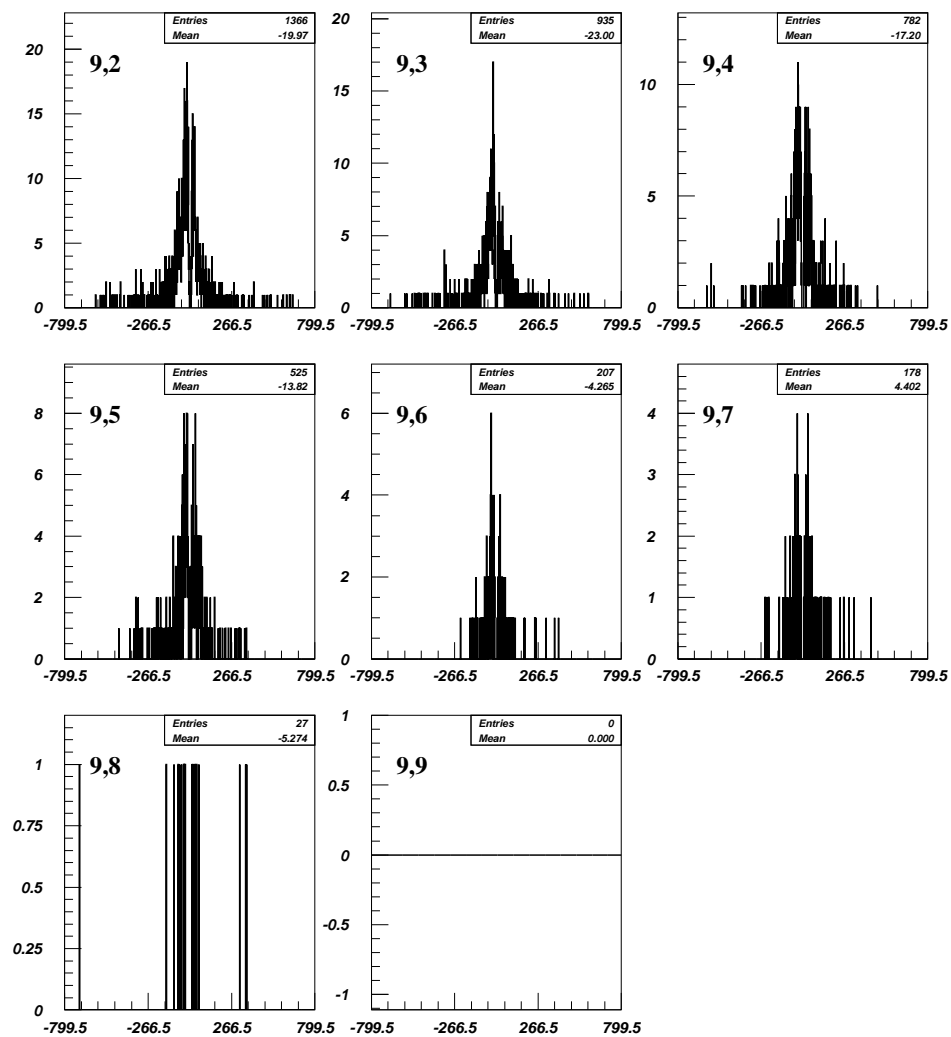 Entries 1366
Mean -19.97
9,2
20
15
10
5
0
-799.5 -266.5 266.5 799.5
Entries 935
Mean -23.00
9,3
20
15
10
5
0
-799.5 -266.5 266.5 799.5
Entries 782
Mean -17.20
9,4
10
5
0
-799.5 -266.5 266.5 799.5
Entries 525
Mean -13.82
9,5
8
6
4
2
0
-799.5 -266.5 266.5 799.5
Entries 207
Mean -4.265
9,6
6
4
2
0
-799.5 -266.5 266.5 799.5
Entries 178
Mean 4.402
9,7
4
3
2
1
0
-799.5 -266.5 266.5 799.5
Entries 27
Mean -5.274
9,8
1
0.75
0.5
0.25
0
-799.5 -266.5 266.5 799.5
Entries 0
Mean 0.000
9,9
1
0.5
0
-0.5
-1
-799.5 -266.5 266.5 799.5